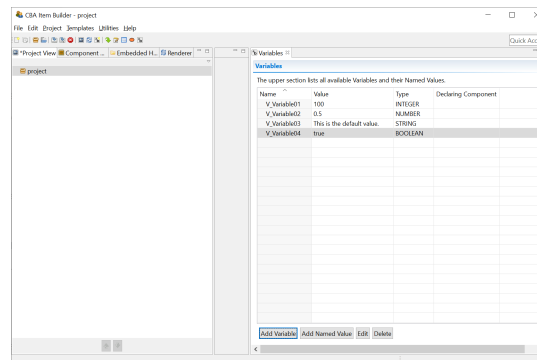 CBA Item Builder - project
File Edit Project Templates Utilities Help
Quick Acc
*Project View Component ... Embedded H... Renderer
Variables
project
Variables
The upper section lists all available Variables and their Named Values.
Name Value Type Declaring Component
V_Variable01 100 INTEGER
V_Variable02 0.5 NUMBER
V_Variable03 This is the default value. STRING
V_Variable04 true BOOLEAN
Add Variable Add Named Value Edit Delete